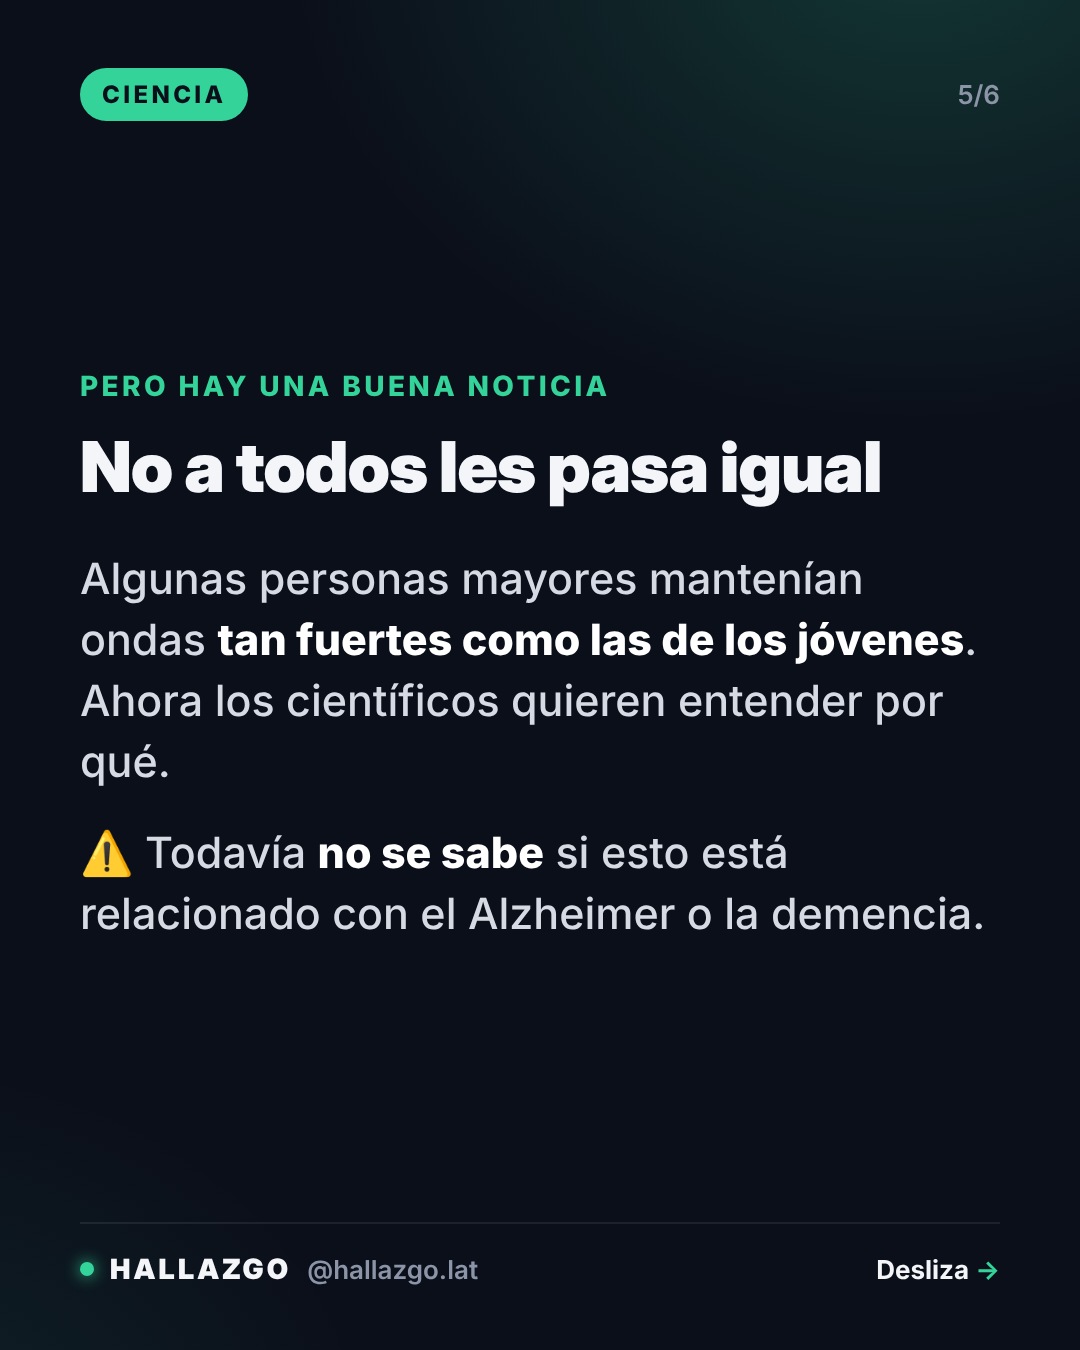 CIENCIA
5/6
PERO HAY UNA BUENA NOTICIA
No a todos les pasa igual
Algunas personas mayores mantenían
ondas tan fuertes como las de los jóvenes.
Ahora los científicos quieren entender por
qué.
⚠️ Todavía no se sabe si esto está
relacionado con el Alzheimer o la demencia.
HALLAZGO @hallazgo.lat
Desliza →